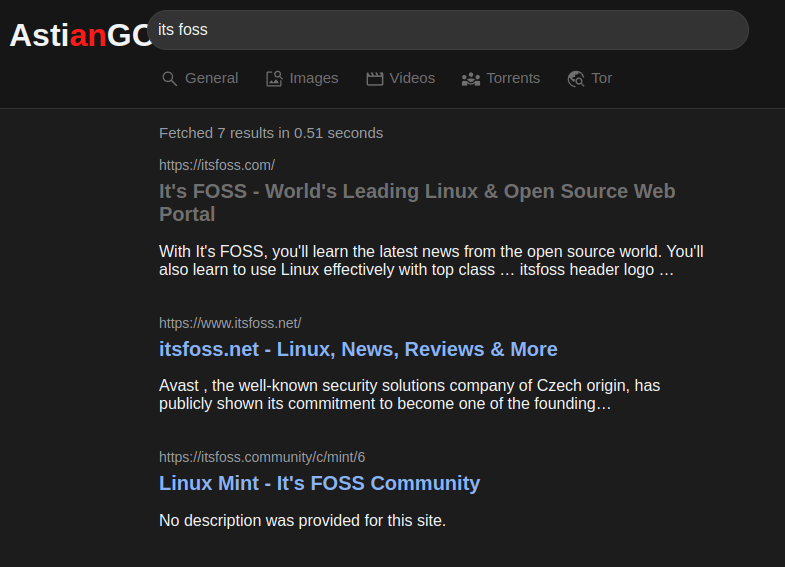 AstianGO
its foss
General Images Videos Torrents Tor
Fetched 7 results in 0.51 seconds
https://itsfoss.com/
It's FOSS - World's Leading Linux & Open Source Web
Portal
With It's FOSS, you'll learn the latest news from the open source world. You'll
also learn to use Linux effectively with top class … itsfoss header logo …
https://www.itsfoss.net/
itsfoss.net - Linux, News, Reviews & More
Avast , the well-known security solutions company of Czech origin, has
publicly shown its commitment to become one of the founding…
https://itsfoss.community/c/mint/6
Linux Mint - It's FOSS Community
No description was provided for this site.